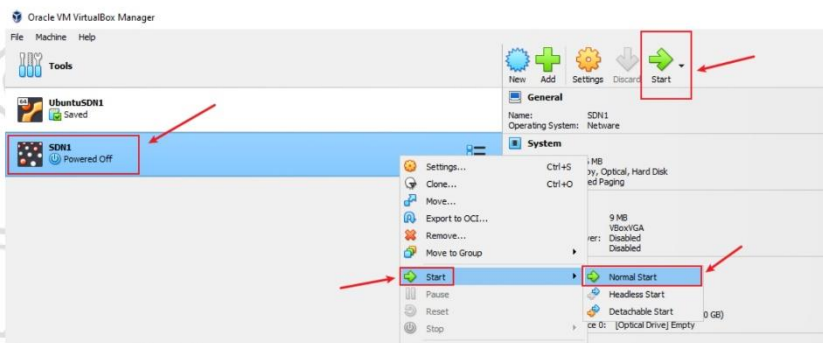 Oracle VM VirtualBox Manager
File Machine Help
Tools
New Add Settings Discard Start
64
UbuntuSDN1
Saved
SDN1
Powered Off
General
Name: SDN1
Operating System: Netware
System
MB
py, Optical, Hard Disk
ed Paging
9 MB
VBoxVGA
ver: Disabled
Disabled
0 GB)
ce 0: [Optical Drive] Empty
Settings... Ctrl+S
Clone... Ctrl+O
Move...
Export to OCI...
Remove...
Move to Group
Start
Pause
Reset
Stop
Normal Start
Headless Start
Detachable Start